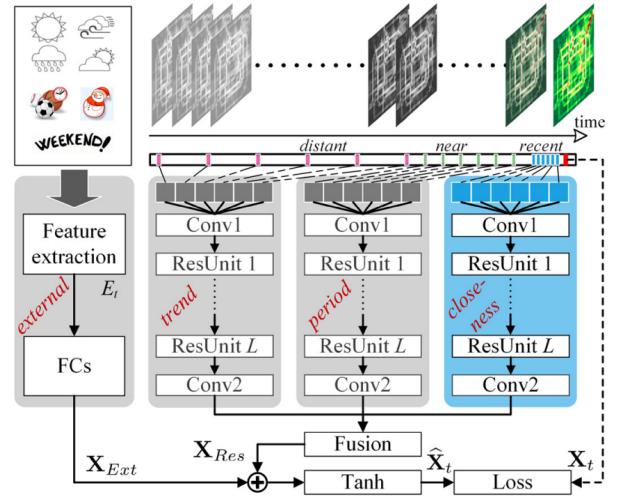 WEEKEND!
time
distant near recent
Conv1 Conv1 Conv1
Feature extraction
ResUnit 1 ResUnit 1 ResUnit 1
external E_t
trend period close-ness
ResUnit L ResUnit L ResUnit L
FCs
Conv2 Conv2 Conv2
X_Res Fusion
X_Ext X̂_t X_t
+ Tanh Loss